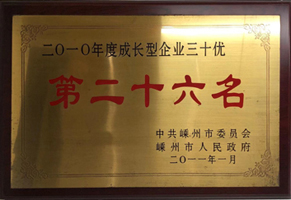 二〇一〇年度成长型企业三十优
第二十六名
中共嵊州市委员会
嵊州市人民政府
二〇一一年一月